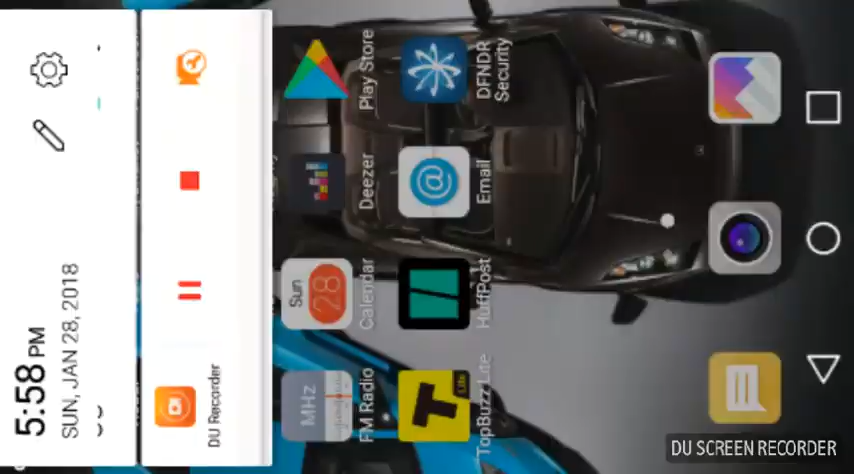 5:58 PM
SUN, JAN 28, 2018
DU Recorder
FM Radio
Calendar
Deezer
Play Store
MHz
Sun
28
TopBuzz Lite
HuffPost
Email
DFNDR
Security
Lite
DU SCREEN RECORDER